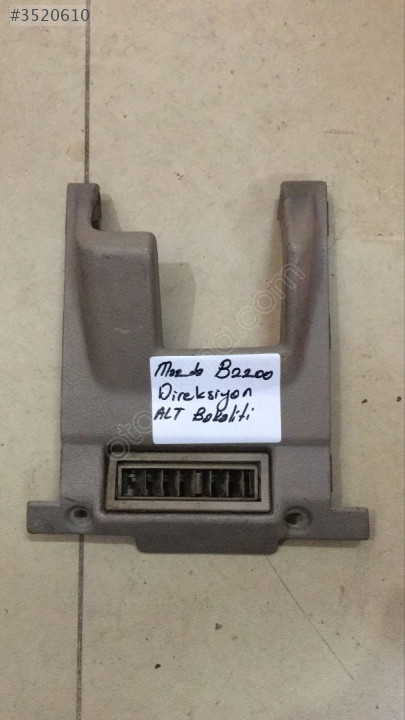 #3520610
Mazda B2200
Direksiyon
ALT Bakaliti